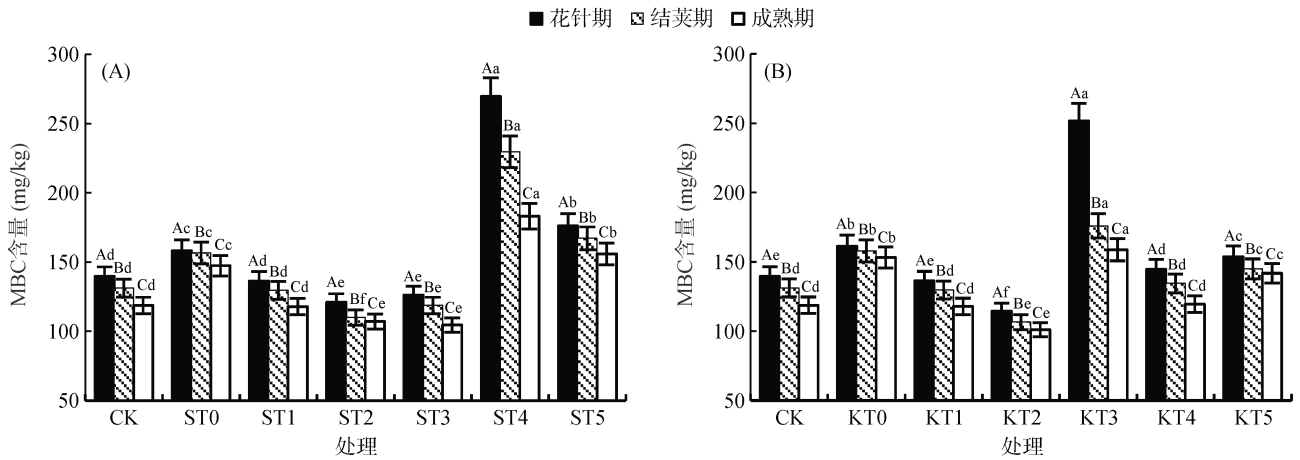 花针期 结荚期 成熟期
(A)
MBC含量 (mg/kg)
300
250
200
150
100
50
Ad Bd Cd
Ac Bc Cc
Ad Bd Cd
Ae Bf Ce
Ae Be Ce
Aa Ba Ca
Ab Bb Cb
CK ST0 ST1 ST2 ST3 ST4 ST5
处理
(B)
MBC含量 (mg/kg)
300
250
200
150
100
50
Ae Bd Cd
Ab Bb Cb
Ae Bd Cd
Af Be Ce
Aa Ba Ca
Ad Bd Cd
Ac Bc Cc
CK KT0 KT1 KT2 KT3 KT4 KT5
处理